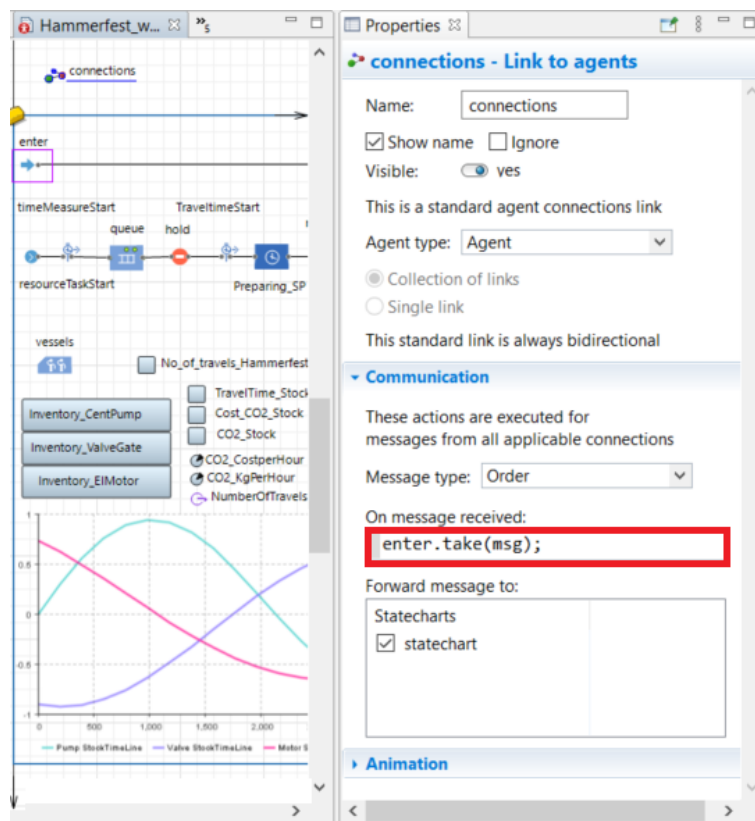 Hammerfest_w...
»5
Properties
connections
connections - Link to agents
Name: connections
Show name Ignore
enter
Visible: yes
This is a standard agent connections link
timeMeasureStart TraveltimeStart
queue hold
Agent type: Agent
Collection of links
resourceTaskStart Preparing_SP
Single link
vessels
This standard link is always bidirectional
No_of_travels_Hammerfest
Communication
TravelTime_Stock
Inventory_CentPump Cost_CO2_Stock
CO2_Stock
These actions are executed for
messages from all applicable connections
Inventory_ValveGate
CO2_CostperHour
Inventory_ElMotor CO2_KgPerHour
NumberOfTravels
Message type: Order
On message received:
enter.take(msg);
Forward message to:
Statecharts
statechart
1
0.5
0
-0.5
-1
0 500 1,000 1,500 2,000
Pump StockTimeLine Valve StockTimeLine Motor S
Animation